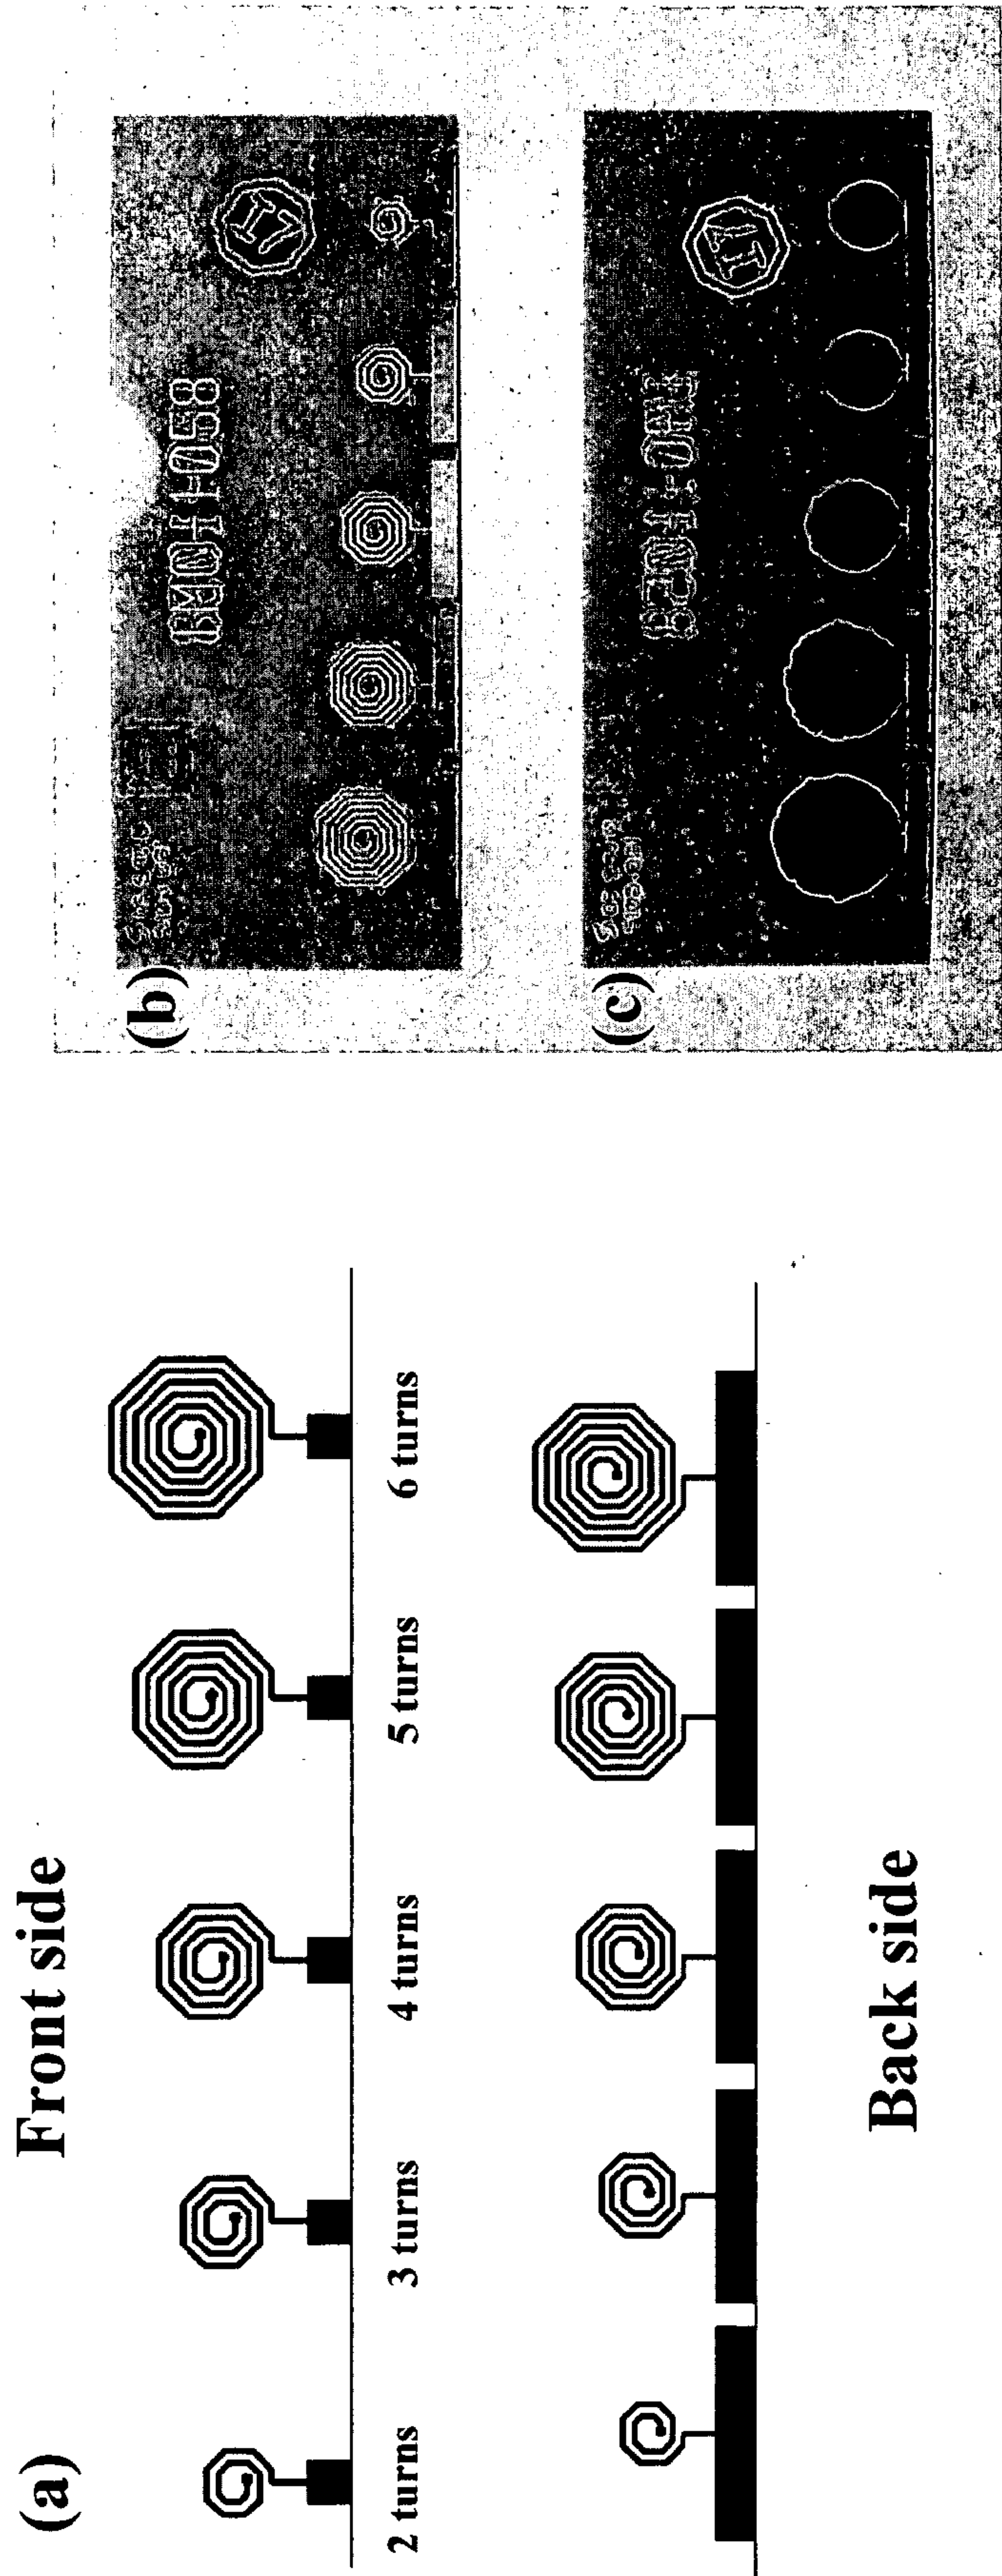 (a)
Front side
2 turns
3 turns
4 turns
5 turns
6 turns
Back side
(b)
(c)